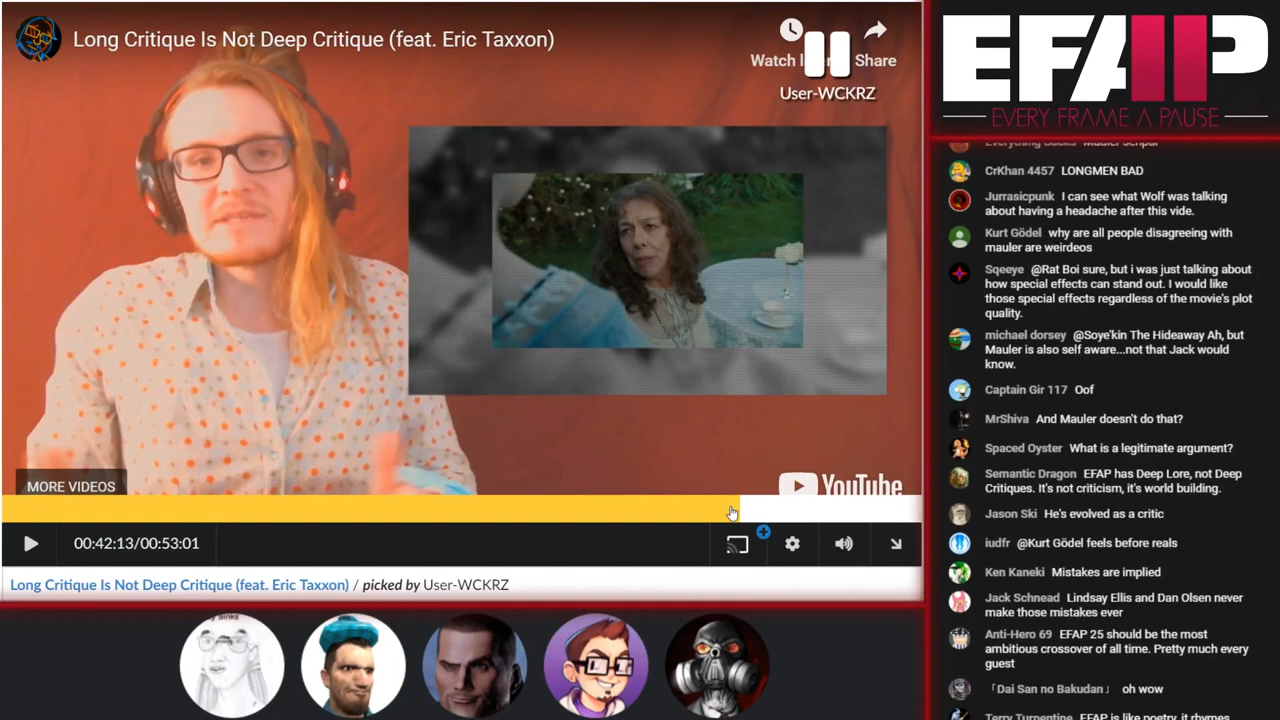 Long Critique Is Not Deep Critique (feat. Eric Taxxon)
Watch Share
User-WCKRZ
MORE VIDEOS
YouTube
00:42:13/00:53:01
Long Critique Is Not Deep Critique (feat. Eric Taxxon) / picked by User-WCKRZ
EFAP
EVERY FRAME A PAUSE
CrKhan 4457 LONGMEN BAD
Jurrasicpunk I can see what Wolf was talking
about having a headache after this vide.
Kurt Gödel why are all people disagreeing with
mauler are weirdeos
Sqeeye @Rat Boi sure, but i was just talking about
how special effects can stand out. I would like
those special effects regardless of the movie's plot
quality.
michael dorsey @Soye'kin The Hideaway Ah, but
Mauler is also self aware...not that Jack would
know.
Captain Gir 117 Oof
MrShiva And Mauler doesn't do that?
Spaced Oyster What is a legitimate argument?
Semantic Dragon EFAP has Deep Lore, not Deep
Critiques. It's not criticism, it's world building.
Jason Ski He's evolved as a critic
iudfr @Kurt Gödel feels before reals
Ken Kaneki Mistakes are implied
Jack Schnead Lindsay Ellis and Dan Olsen never
make those mistakes ever
Anti-Hero 69 EFAP 25 should be the most
ambitious crossover of all time. Pretty much every
guest
「Dai San no Bakudan」 oh wow
Terry Turpentine EFAP is like poetry, it rhymes